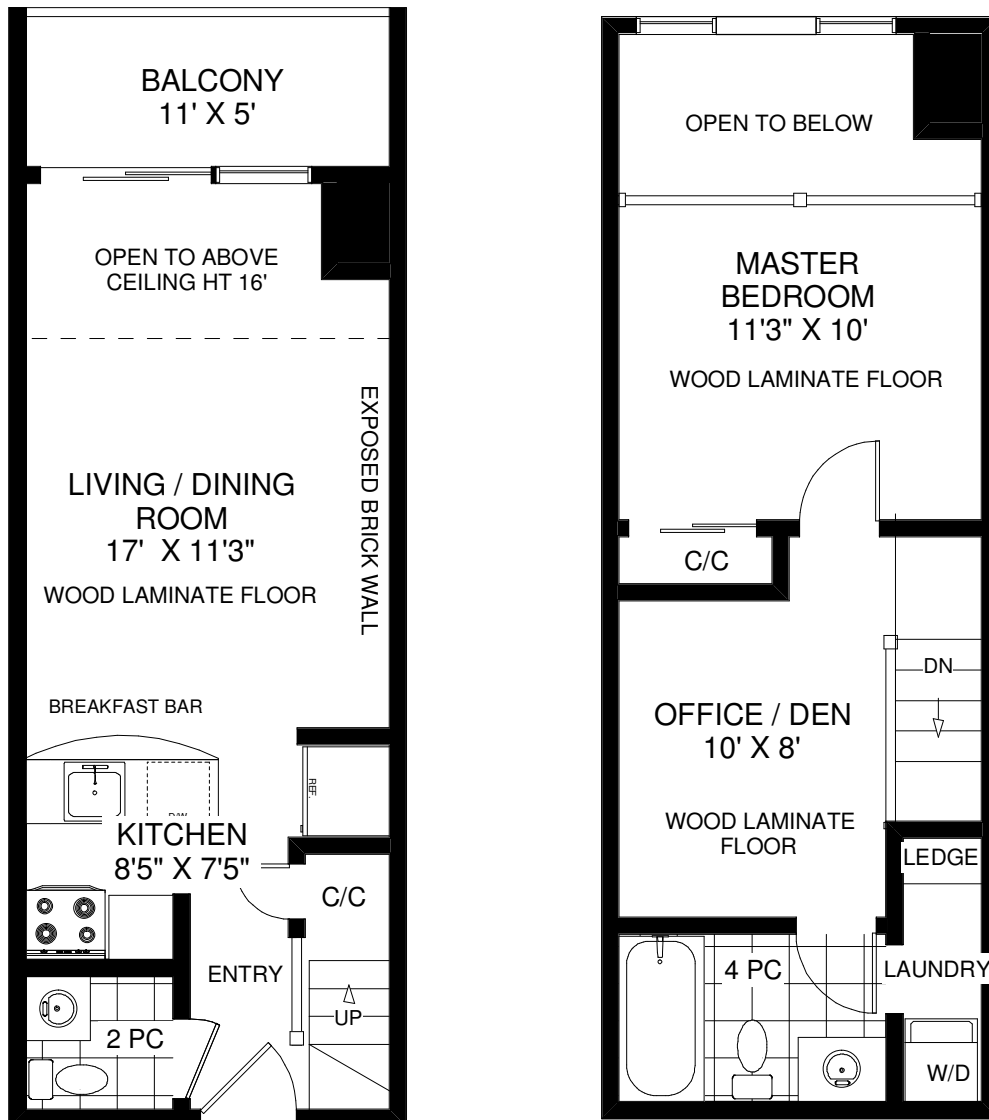 BALCONY
11' X 5'
OPEN TO ABOVE
CEILING HT 16'
EXPOSED BRICK WALL
LIVING / DINING
ROOM
17' X 11'3"
WOOD LAMINATE FLOOR
BREAKFAST BAR
REF.
KITCHEN
8'5" X 7'5"
C/C
ENTRY
UP
2 PC
OPEN TO BELOW
MASTER
BEDROOM
11'3" X 10'
WOOD LAMINATE FLOOR
C/C
DN
OFFICE / DEN
10' X 8'
WOOD LAMINATE
FLOOR
LEDGE
4 PC
LAUNDRY
W/D